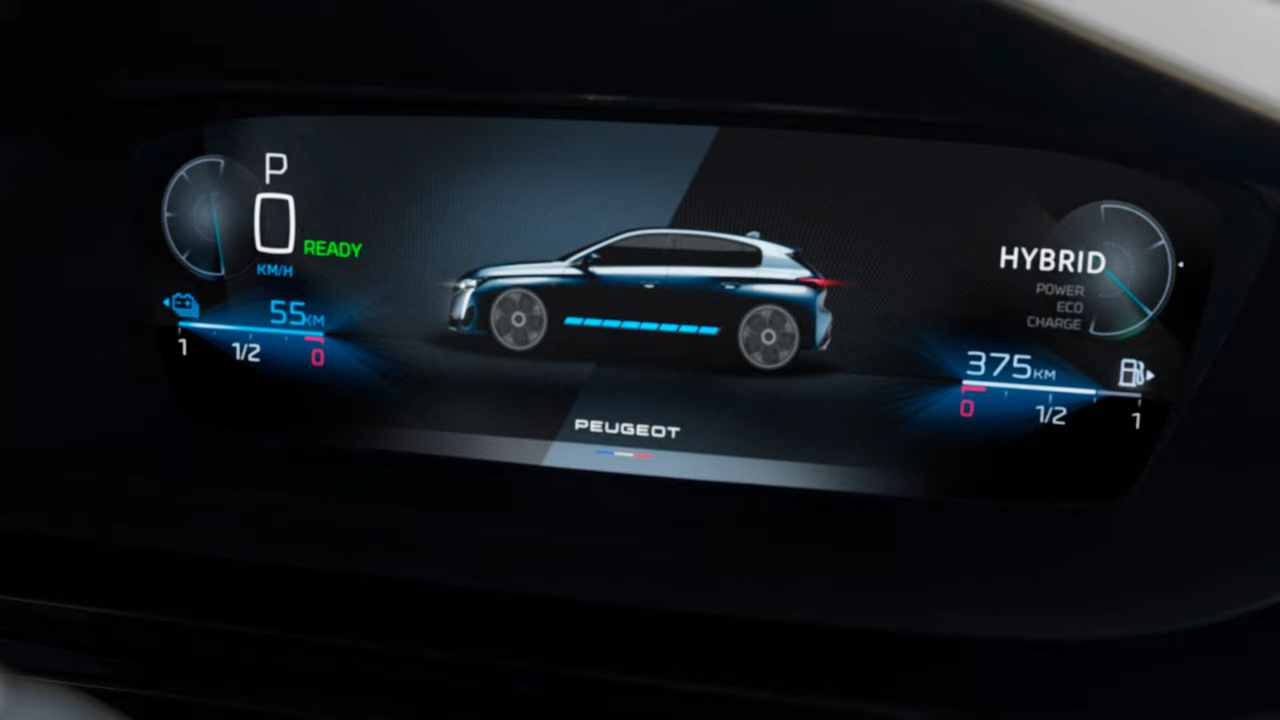 P
0
READY
KM/H
55KM
1 1/2 0
HYBRID
POWER
ECO
CHARGE
375KM
0 1/2 1
PEUGEOT